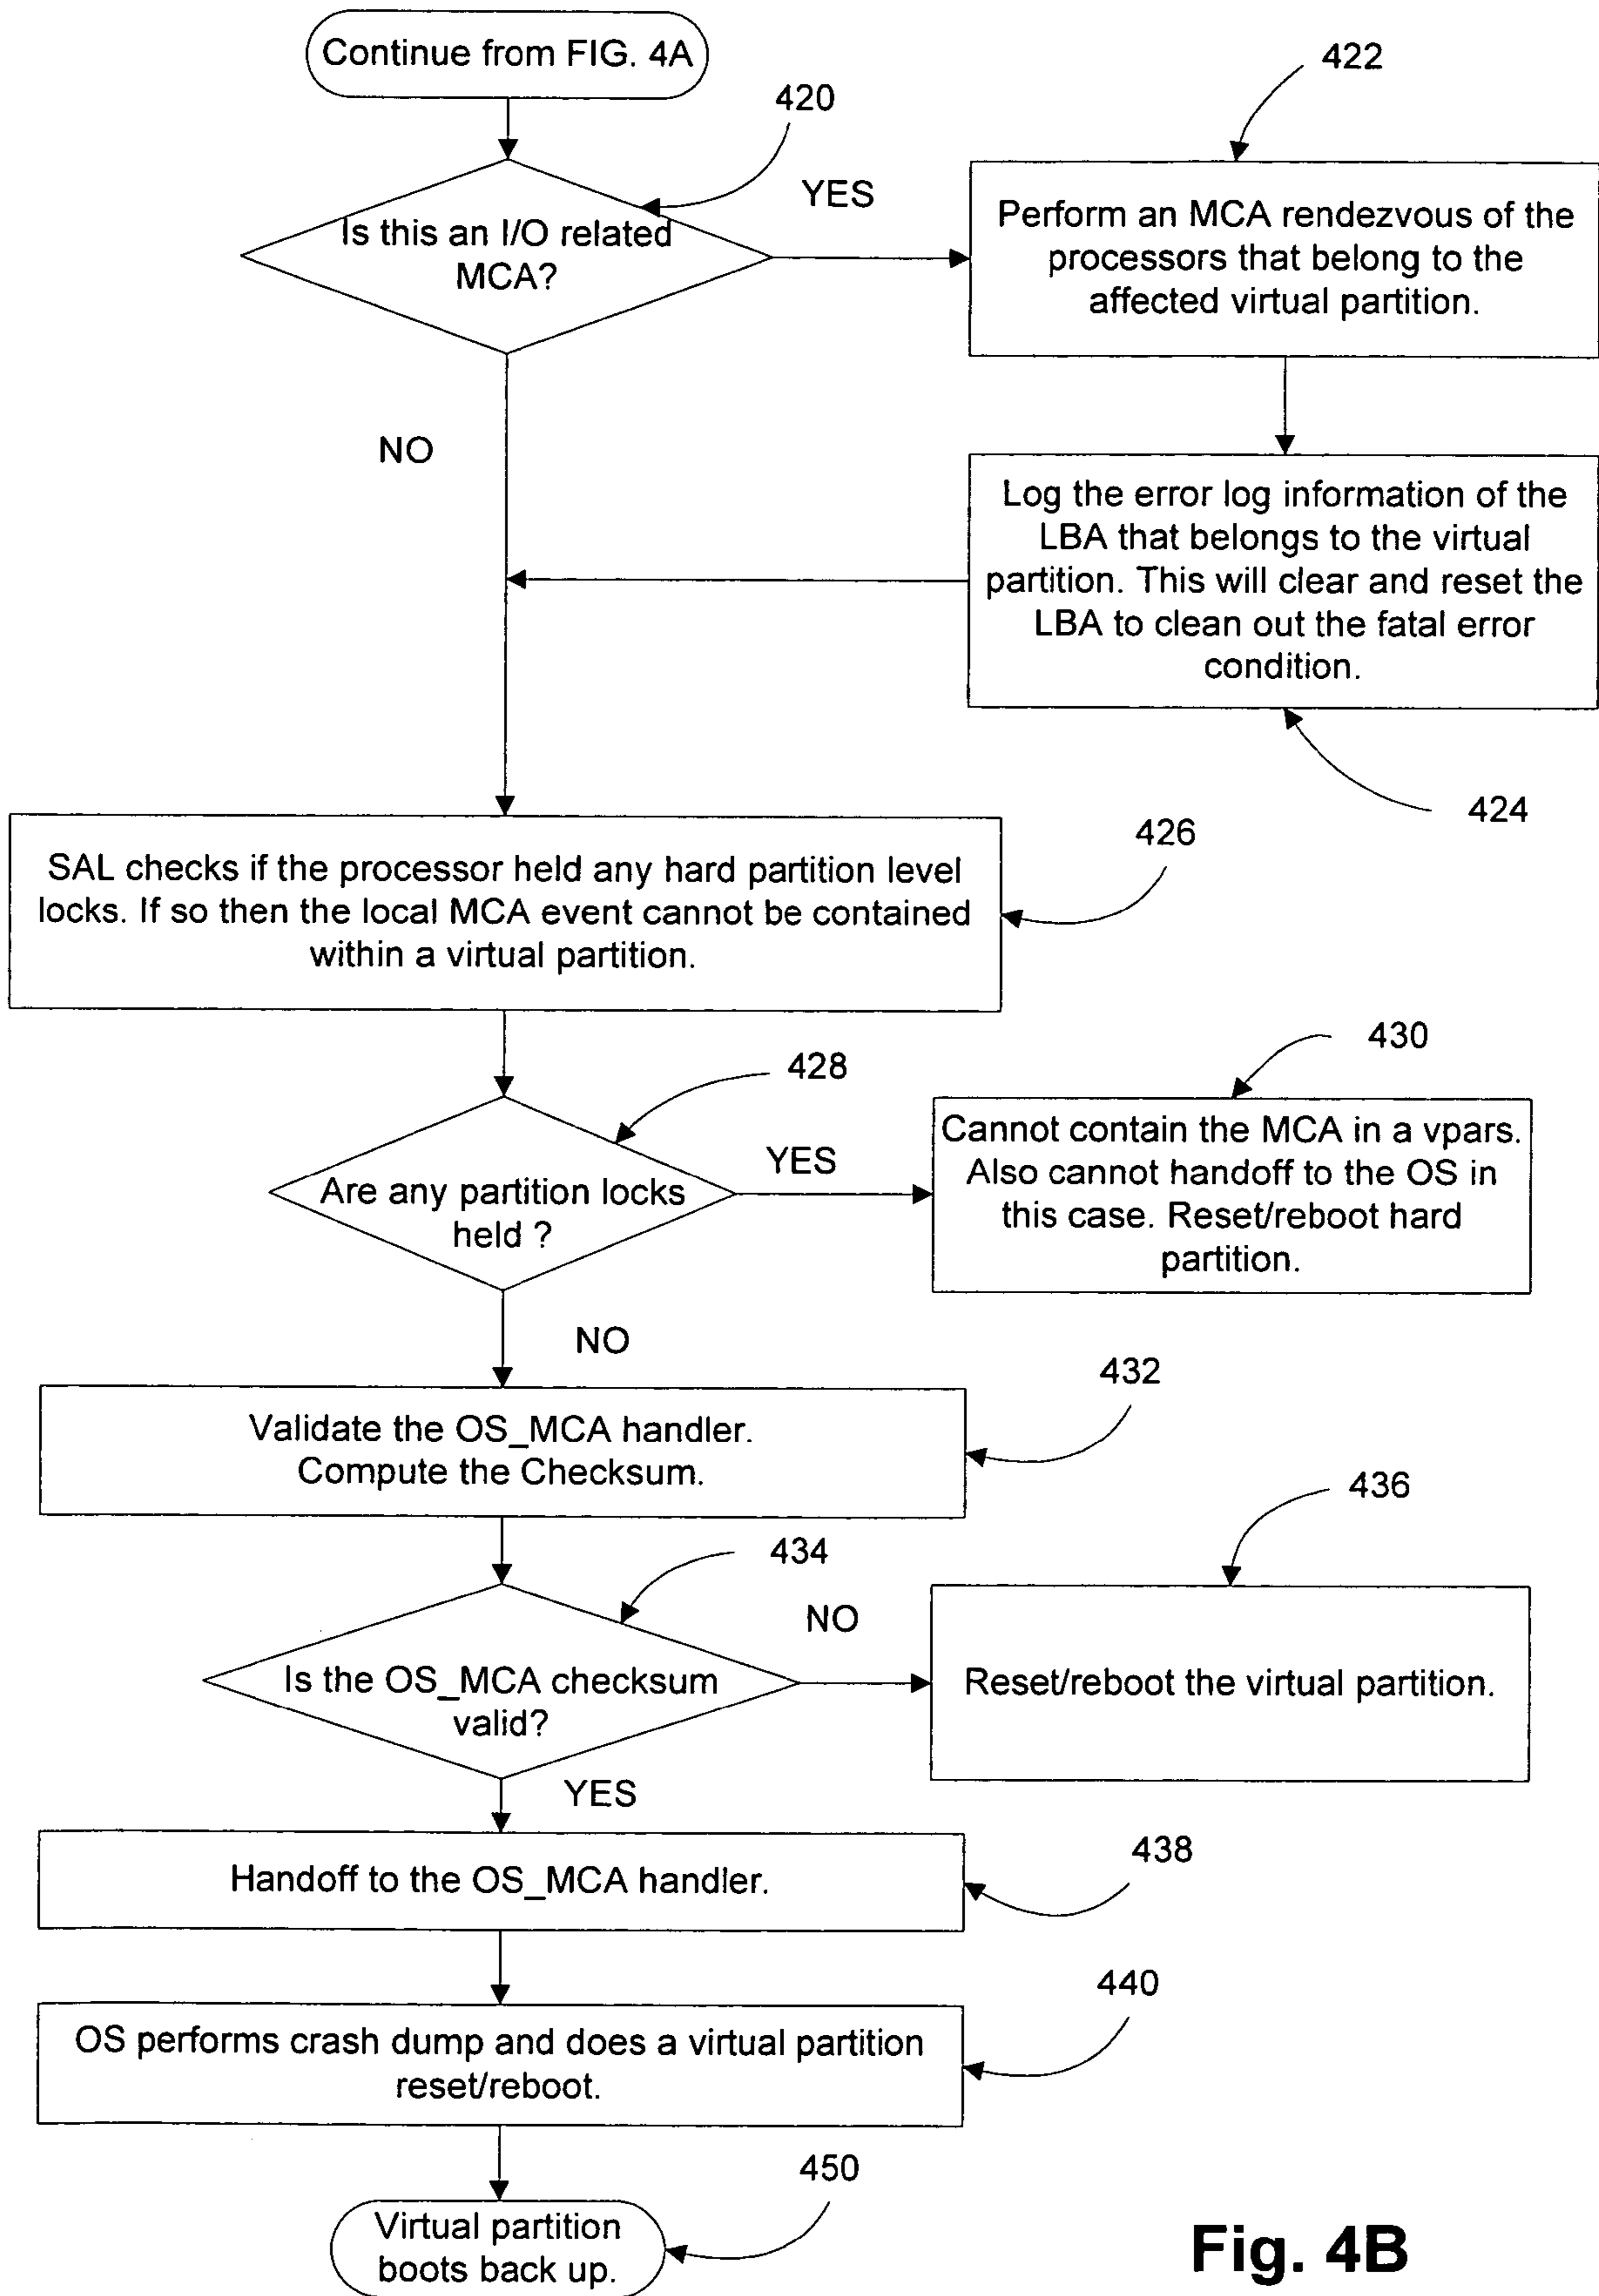 Continue from FIG. 4A
420
422
Is this an I/O related
MCA?
YES
Perform an MCA rendezvous of the
processors that belong to the
affected virtual partition.
NO
Log the error log information of the
LBA that belongs to the virtual
partition. This will clear and reset the
LBA to clean out the fatal error
condition.
424
426
SAL checks if the processor held any hard partition level
locks. If so then the local MCA event cannot be contained
within a virtual partition.
428
430
Are any partition locks
held ?
YES
Cannot contain the MCA in a vpars.
Also cannot handoff to the OS in
this case. Reset/reboot hard
partition.
NO
432
Validate the OS_MCA handler.
Compute the Checksum.
434
436
Is the OS_MCA checksum
valid?
NO
Reset/reboot the virtual partition.
YES
438
Handoff to the OS_MCA handler.
440
OS performs crash dump and does a virtual partition
reset/reboot.
450
Virtual partition
boots back up.
Fig. 4B